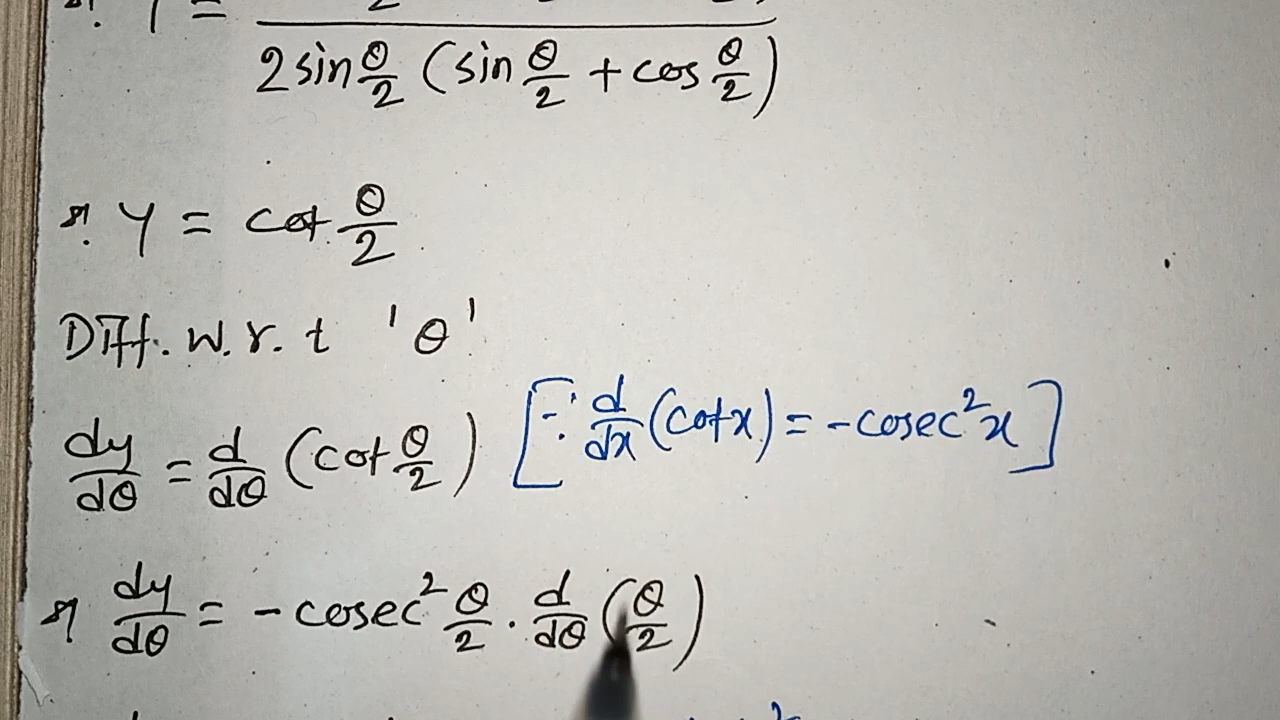 2 sin θ/2 (sin θ/2 + cos θ/2)
Y = cot θ/2
Diff. w.r.t 'θ'
dy/dθ = d/dθ (cot θ/2) [∵ d/dx (cotx) = -cosec²x]
dy/dθ = -cosec² θ/2 . d/dθ (θ/2)